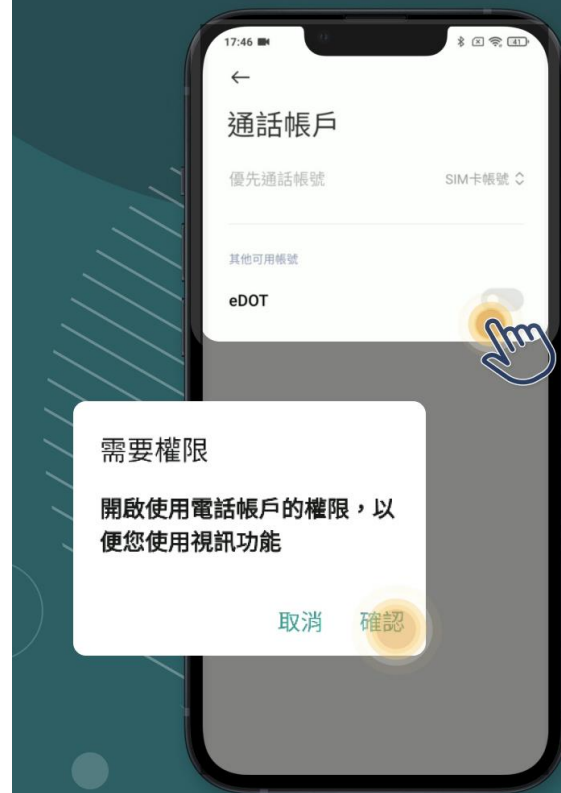 17:46
41
通話帳戶
優先通話帳號 SIM卡帳號
其他可用帳號
eDOT
需要權限
開啟使用電話帳戶的權限，以
便您使用視訊功能
取消 確認